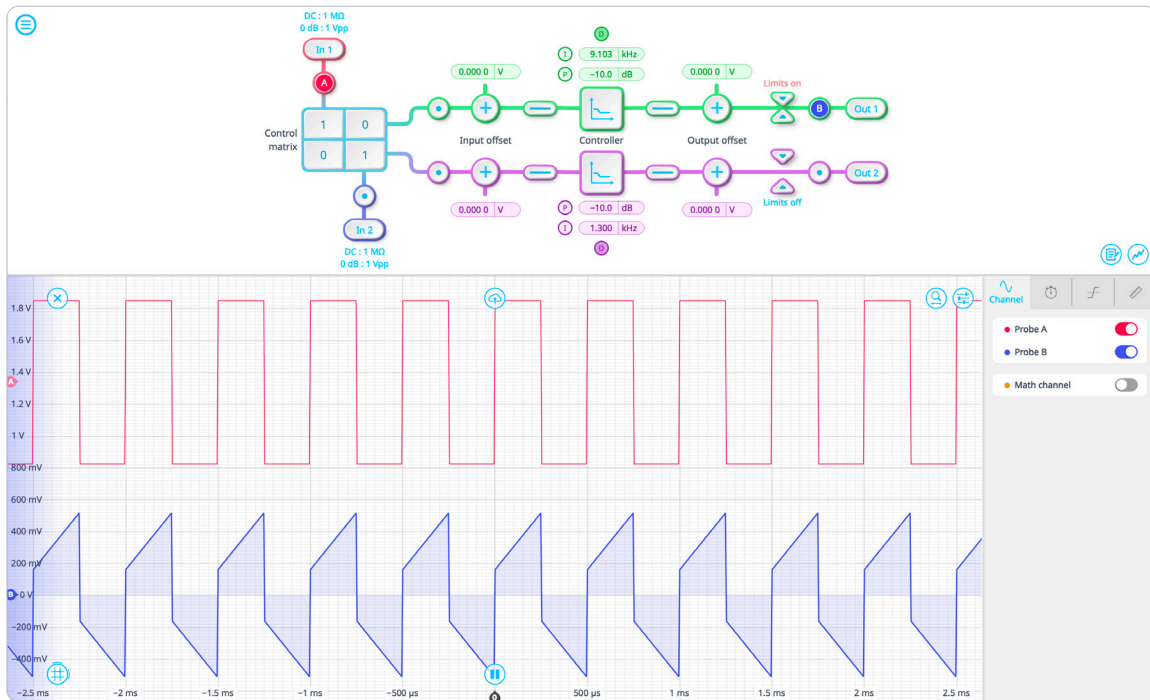 DC : 1 MΩ
0 dB : 1 Vpp
In 1
A
D
I 9.103 kHz
P −10.0 dB
0.000 0 V
0.000 0 V
Limits on
Control matrix
1 0
0 1
Input offset
Controller
Output offset
B
Out 1
Out 2
Limits off
0.000 0 V
P −10.0 dB
I 1.300 kHz
D
0.000 0 V
In 2
DC : 1 MΩ
0 dB : 1 Vpp
1.8 V
1.6 V
1.4 V
A
1.2 V
1 V
800 mV
600 mV
400 mV
200 mV
B
0 V
−200 mV
−400 mV
−2.5 ms
−2 ms
−1.5 ms
−1 ms
−500 µs
0
500 µs
1 ms
1.5 ms
2 ms
2.5 ms
Channel
Probe A
Probe B
Math channel